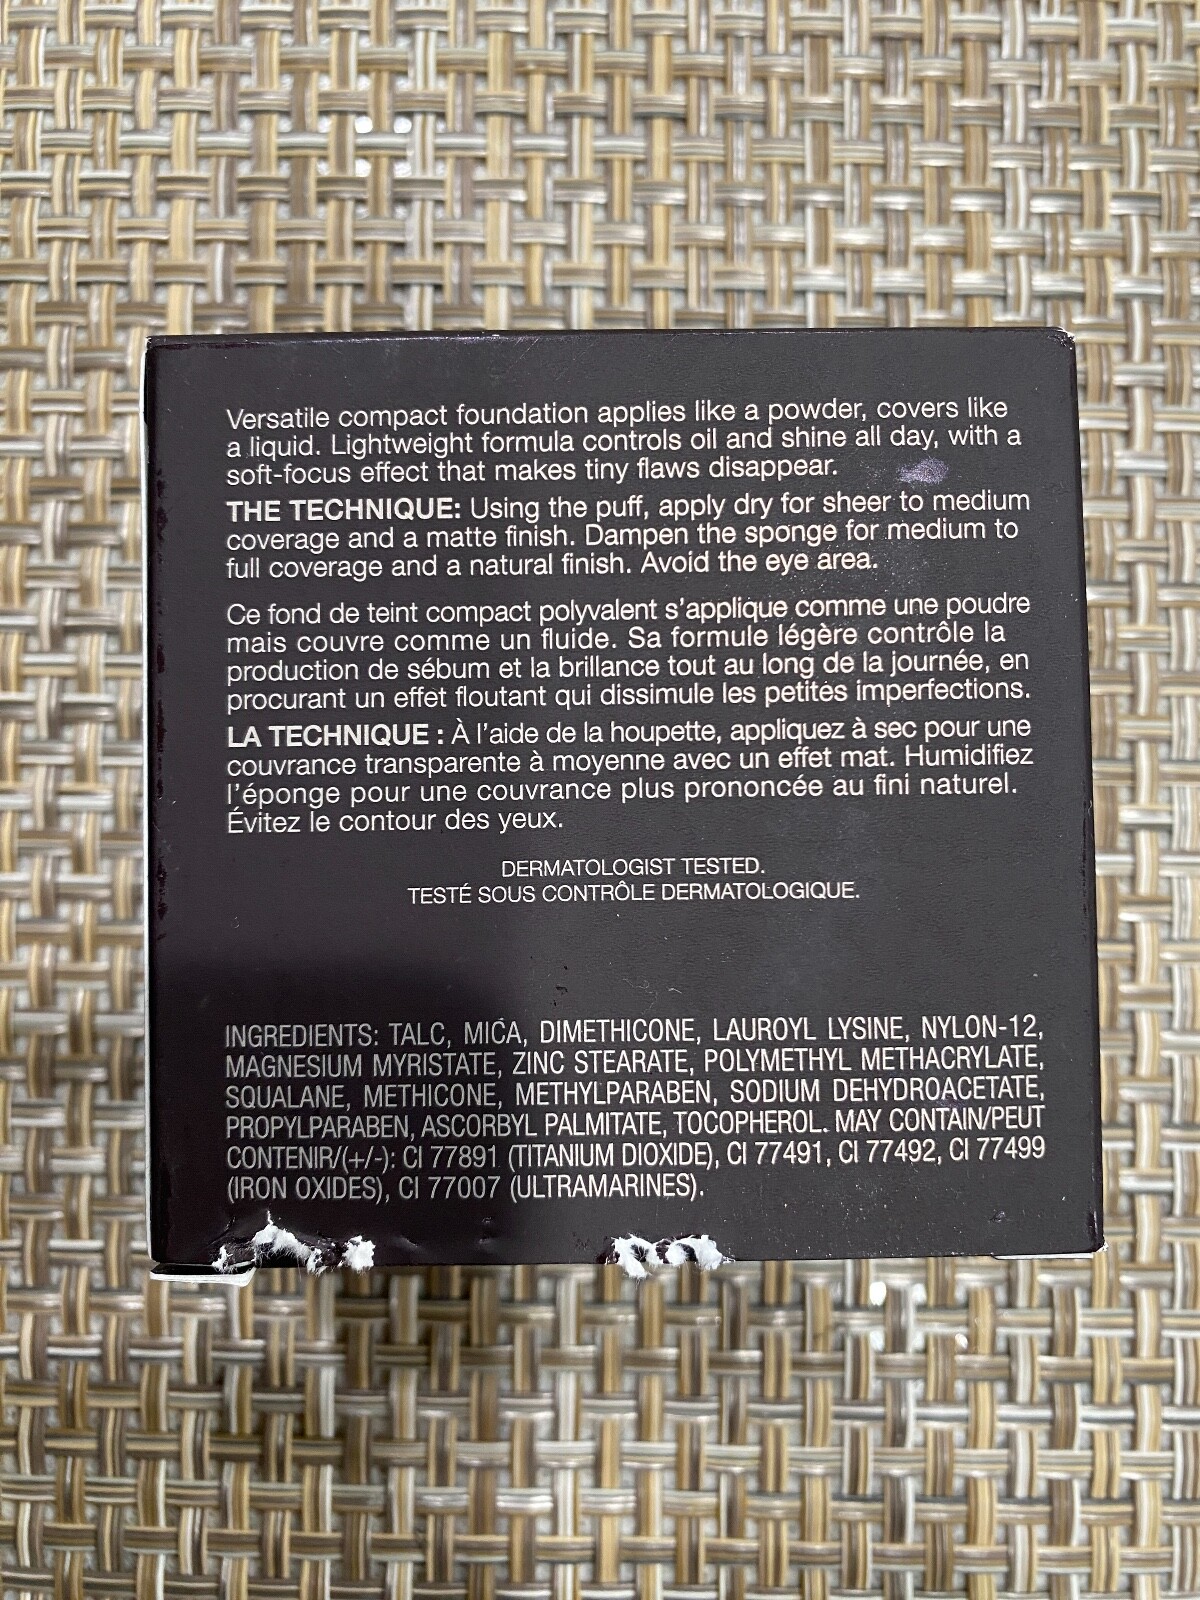 Versatile compact foundation applies like a powder, covers like
a liquid. Lightweight formula controls oil and shine all day, with a
soft-focus effect that makes tiny flaws disappear.
THE TECHNIQUE: Using the puff, apply dry for sheer to medium
coverage and a matte finish. Dampen the sponge for medium to
full coverage and a natural finish. Avoid the eye area.
Ce fond de teint compact polyvalent s'applique comme une poudre
mais couvre comme un fluide. Sa formule légère contrôle la
production de sébum et la brillance tout au long de la journée, en
procurant un effet floutant qui dissimule les petites imperfections.
LA TECHNIQUE : À l'aide de la houpette, appliquez à sec pour une
couvrance transparente à moyenne avec un effet mat. Humidifiez
l'éponge pour une couvrance plus prononcée au fini naturel.
Évitez le contour des yeux.
DERMATOLOGIST TESTED.
TESTÉ SOUS CONTRÔLE DERMATOLOGIQUE.
INGREDIENTS: TALC, MICA, DIMETHICONE, LAUROYL LYSINE, NYLON-12,
MAGNESIUM MYRISTATE, ZINC STEARATE, POLYMETHYL METHACRYLATE,
SQUALANE, METHICONE, METHYLPARABEN, SODIUM DEHYDROACETATE,
PROPYLPARABEN, ASCORBYL PALMITATE, TOCOPHEROL. MAY CONTAIN/PEUT
CONTENIR/(+/-): CI 77891 (TITANIUM DIOXIDE), CI 77491, CI 77492, CI 77499
(IRON OXIDES), CI 77007 (ULTRAMARINES).